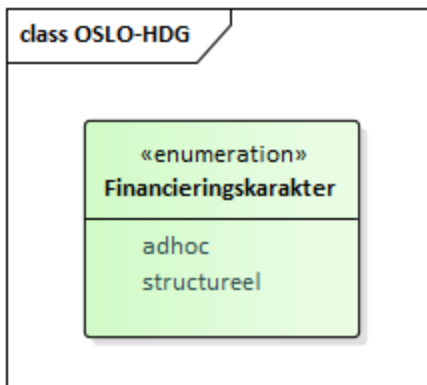 class OSLO-HDG
«enumeration»
Financieringskarakter
adhoc
structureel